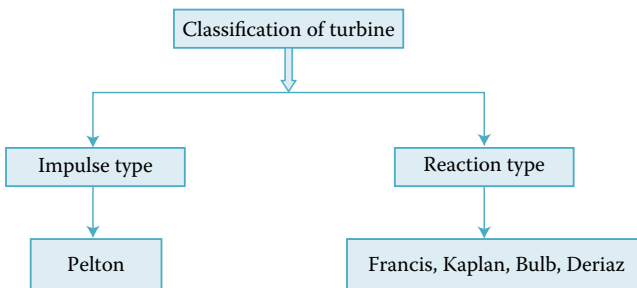 Classification of turbine
Impulse type
Reaction type
Pelton
Francis, Kaplan, Bulb, Deriaz